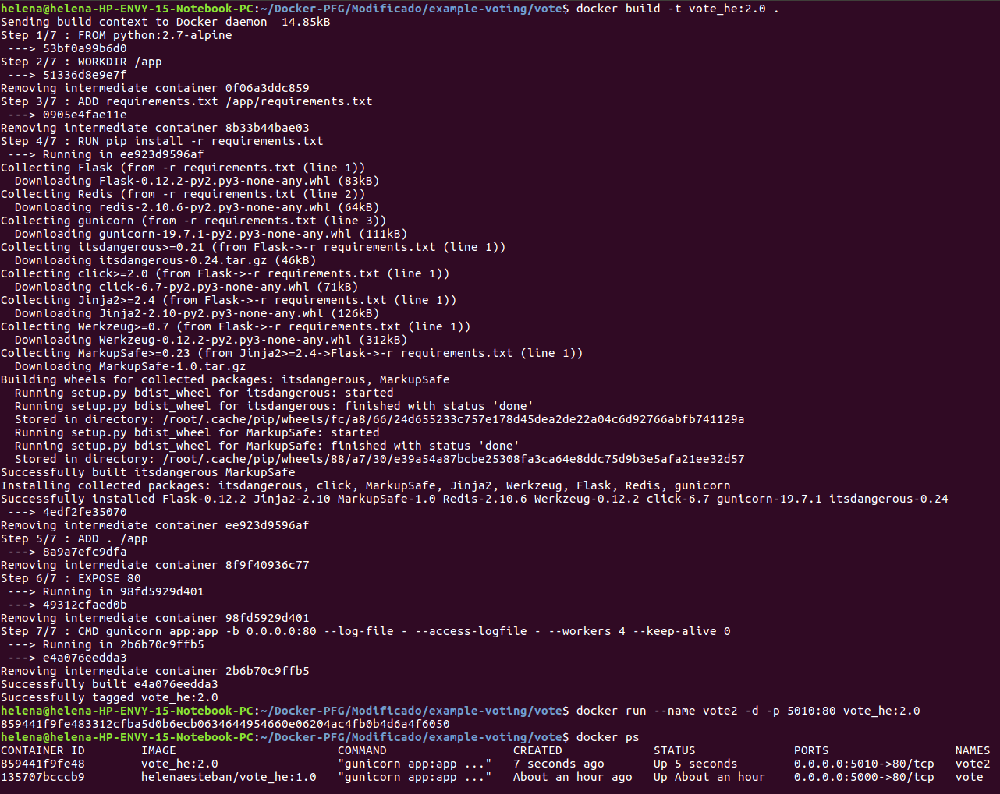 helena@helena-HP-ENVY-15-Notebook-PC:~/Docker-PFG/Modificado/example-voting/vote$ docker build -t vote_he:2.0 .
Sending build context to Docker daemon  14.85kB
Step 1/7 : FROM python:2.7-alpine
 ---> 53bf0a99b6d0
Step 2/7 : WORKDIR /app
 ---> 51336d8e9e7f
Removing intermediate container 0f06a3ddc859
Step 3/7 : ADD requirements.txt /app/requirements.txt
 ---> 0905e4fae11e
Removing intermediate container 8b33b44bae03
Step 4/7 : RUN pip install -r requirements.txt
 ---> Running in ee923d9596af
Collecting Flask (from -r requirements.txt (line 1))
  Downloading Flask-0.12.2-py2.py3-none-any.whl (83kB)
Collecting Redis (from -r requirements.txt (line 2))
  Downloading redis-2.10.6-py2.py3-none-any.whl (64kB)
Collecting gunicorn (from -r requirements.txt (line 3))
  Downloading gunicorn-19.7.1-py2.py3-none-any.whl (111kB)
Collecting itsdangerous>=0.21 (from Flask->-r requirements.txt (line 1))
  Downloading itsdangerous-0.24.tar.gz (46kB)
Collecting click>=2.0 (from Flask->-r requirements.txt (line 1))
  Downloading click-6.7-py2.py3-none-any.whl (71kB)
Collecting Jinja2>=2.4 (from Flask->-r requirements.txt (line 1))
  Downloading Jinja2-2.10-py2.py3-none-any.whl (126kB)
Collecting Werkzeug>=0.7 (from Flask->-r requirements.txt (line 1))
  Downloading Werkzeug-0.12.2-py2.py3-none-any.whl (312kB)
Collecting MarkupSafe>=0.23 (from Jinja2>=2.4->Flask->-r requirements.txt (line 1))
  Downloading MarkupSafe-1.0.tar.gz
Building wheels for collected packages: itsdangerous, MarkupSafe
  Running setup.py bdist_wheel for itsdangerous: started
  Running setup.py bdist_wheel for itsdangerous: finished with status 'done'
  Stored in directory: /root/.cache/pip/wheels/fc/a8/66/24d655233c757e178d45dea2de22a04c6d92766abfb741129a
  Running setup.py bdist_wheel for MarkupSafe: started
  Running setup.py bdist_wheel for MarkupSafe: finished with status 'done'
  Stored in directory: /root/.cache/pip/wheels/88/a7/30/e39a54a87bcbe25308fa3ca64e8ddc75d9b3e5afa21ee32d57
Successfully built itsdangerous MarkupSafe
Installing collected packages: itsdangerous, click, MarkupSafe, Jinja2, Werkzeug, Flask, Redis, gunicorn
Successfully installed Flask-0.12.2 Jinja2-2.10 MarkupSafe-1.0 Redis-2.10.6 Werkzeug-0.12.2 click-6.7 gunicorn-19.7.1 itsdangerous-0.24
 ---> 4edf2fe35070
Removing intermediate container ee923d9596af
Step 5/7 : ADD . /app
 ---> 8a9a7efc9dfa
Removing intermediate container 8f9f40936c77
Step 6/7 : EXPOSE 80
 ---> Running in 98fd5929d401
 ---> 49312cfaed0b
Removing intermediate container 98fd5929d401
Step 7/7 : CMD gunicorn app:app -b 0.0.0.0:80 --log-file - --access-logfile - --workers 4 --keep-alive 0
 ---> Running in 2b6b70c9ffb5
 ---> e4a076eedda3
Removing intermediate container 2b6b70c9ffb5
Successfully built e4a076eedda3
Successfully tagged vote_he:2.0
helena@helena-HP-ENVY-15-Notebook-PC:~/Docker-PFG/Modificado/example-voting/vote$ docker run --name vote2 -d -p 5010:80 vote_he:2.0
859441f9fe483312cfba5d0b6ecb0634644954660e06204ac4fb0b4d6a4f6050
helena@helena-HP-ENVY-15-Notebook-PC:~/Docker-PFG/Modificado/example-voting/vote$ docker ps
CONTAINER ID        IMAGE                       COMMAND                  CREATED             STATUS              PORTS                  NAMES
859441f9fe48        vote_he:2.0                 "gunicorn app:app ..."   7 seconds ago       Up 5 seconds        0.0.0.0:5010->80/tcp   vote2
135707bcccb9        helenaesteban/vote_he:1.0   "gunicorn app:app ..."   About an hour ago   Up About an hour    0.0.0.0:5000->80/tcp   vote